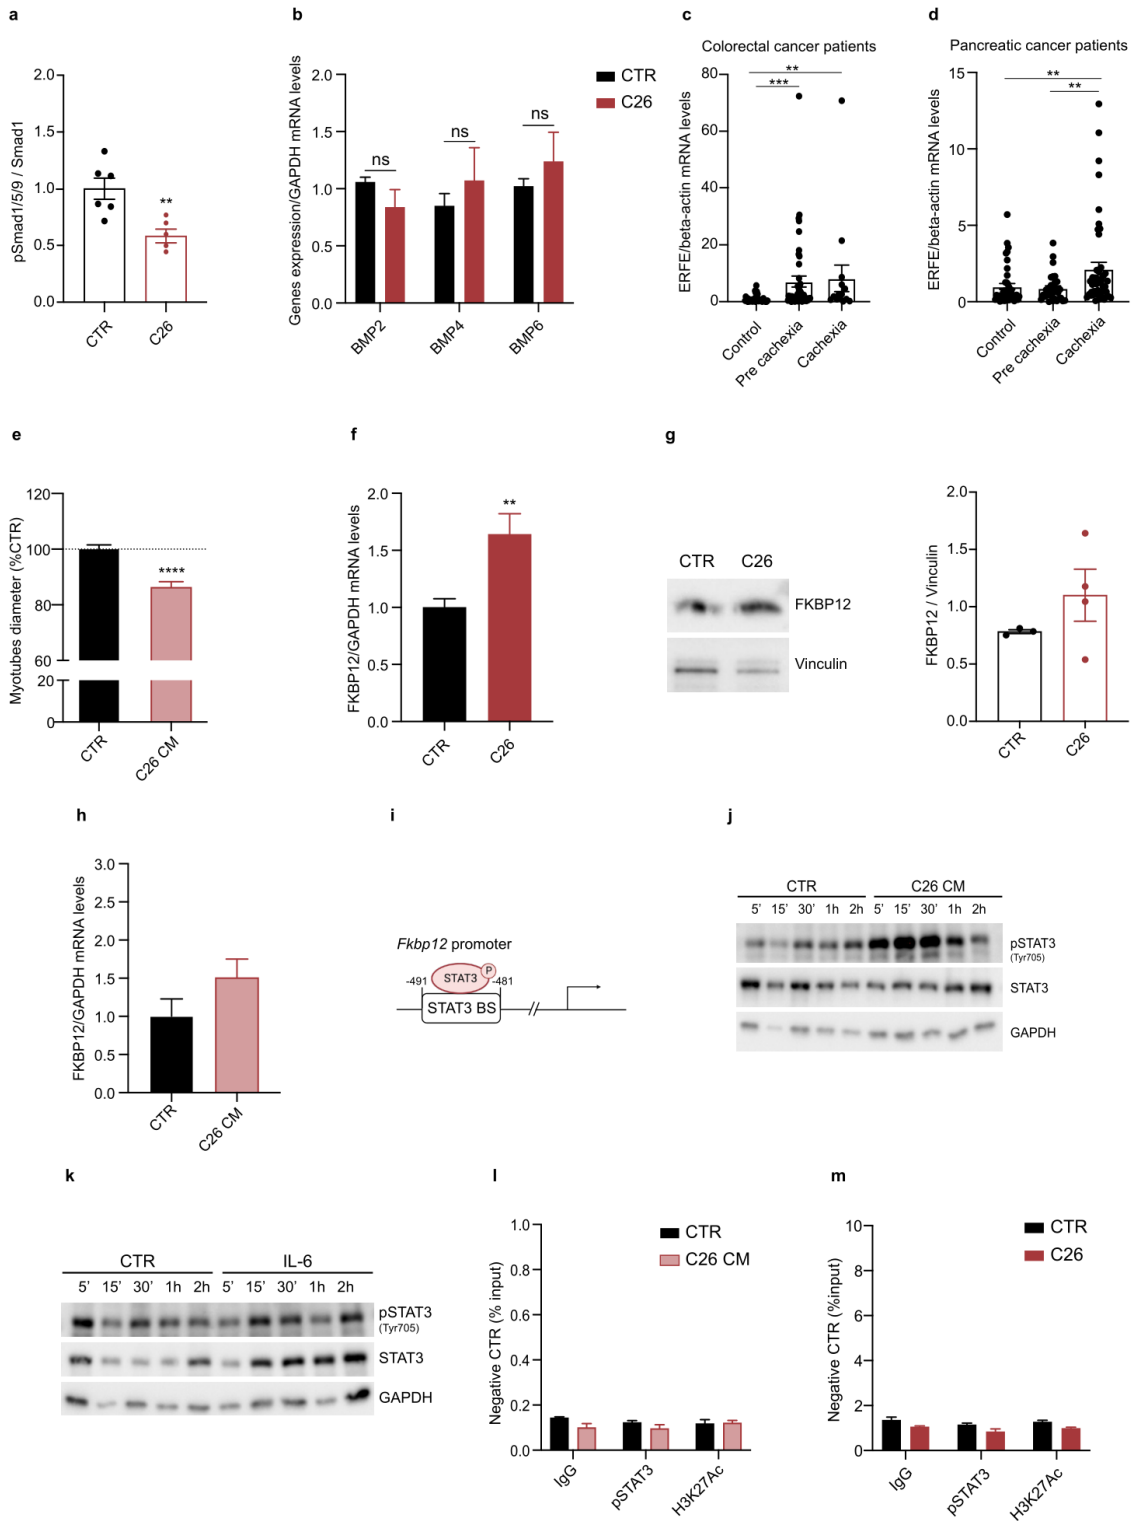 a
pSmad1/5/9 / Smad1
2.0
1.5
1.0
0.5
0.0
**
CTR
C26
b
Genes expression/GAPDH mRNA levels
2.0
1.5
1.0
0.5
0.0
ns
ns
ns
BMP2
BMP4
BMP6
CTR
C26
c
Colorectal cancer patients
ERFE/beta-actin mRNA levels
80
60
40
20
0
**
***
Control
Pre cachexia
Cachexia
d
Pancreatic cancer patients
ERFE/beta-actin mRNA levels
15
10
5
0
**
**
Control
Pre cachexia
Cachexia
e
Myotubes diameter (%CTR)
120
100
80
60
20
0
****
CTR
C26 CM
f
FKBP12/GAPDH mRNA levels
2.0
1.5
1.0
0.5
0.0
**
CTR
C26
g
CTR C26
FKBP12
Vinculin
FKBP12 / Vinculin
2.0
1.5
1.0
0.5
0.0
CTR
C26
h
FKBP12/GAPDH mRNA levels
3.0
2.0
1.5
1.0
0.5
0.0
CTR
C26 CM
i
Fkbp12 promoter
STAT3
P
-491
-481
STAT3 BS
j
CTR C26 CM
5' 15' 30' 1h 2h 5' 15' 30' 1h 2h
pSTAT3
(Tyr705)
STAT3
GAPDH
k
CTR IL-6
5' 15' 30' 1h 2h 5' 15' 30' 1h 2h
pSTAT3
(Tyr705)
STAT3
GAPDH
l
Negative CTR (% input)
1.0
0.8
0.6
0.4
0.2
0.0
CTR
C26 CM
IgG
pSTAT3
H3K27Ac
m
Negative CTR (%input)
10
8
6
4
2
0
CTR
C26
IgG
pSTAT3
H3K27Ac